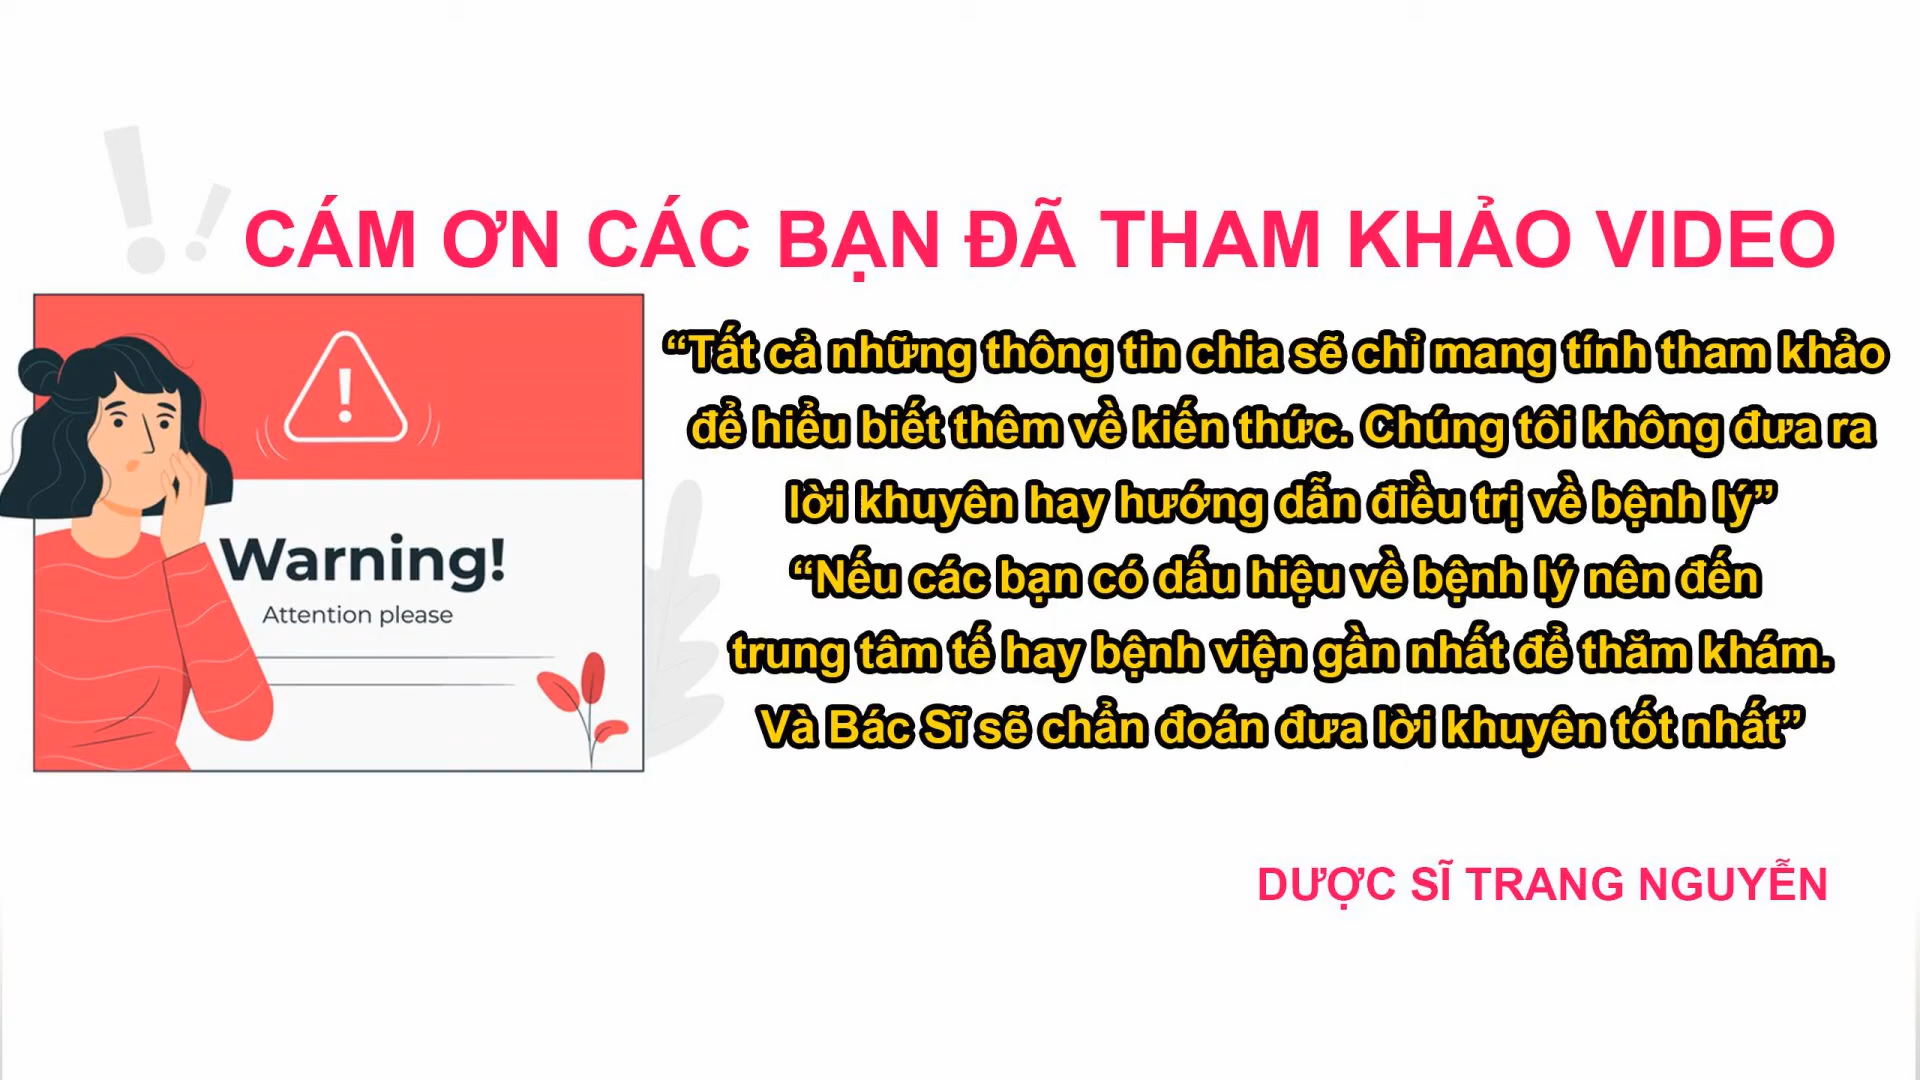 CÁM ƠN CÁC BẠN ĐÃ THAM KHẢO VIDEO
“Tất cả những thông tin chia sẽ chỉ mang tính tham khảo
để hiểu biết thêm về kiến thức. Chúng tôi không đưa ra
lời khuyên hay hướng dẫn điều trị về bệnh lý”
“Nếu các bạn có dấu hiệu về bệnh lý nên đến
trung tâm tế hay bệnh viện gần nhất để thăm khám.
Và Bác Sĩ sẽ chẩn đoán đưa lời khuyên tốt nhất”
Warning!
Attention please
DƯỢC SĨ TRANG NGUYỄN